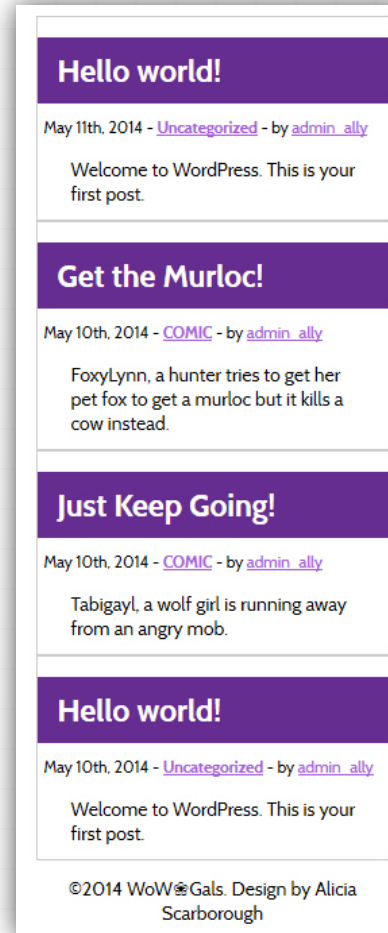 Hello world!
May 11th, 2014 - Uncategorized - by admin_ally
Welcome to WordPress. This is your
first post.
Get the Murloc!
May 10th, 2014 - COMIC - by admin_ally
FoxyLynn, a hunter tries to get her
pet fox to get a murloc but it kills a
cow instead.
Just Keep Going!
May 10th, 2014 - COMIC - by admin_ally
Tabigayl, a wolf girl is running away
from an angry mob.
Hello world!
May 10th, 2014 - Uncategorized - by admin_ally
Welcome to WordPress. This is your
first post.
©2014 WoW❀Gals. Design by Alicia
Scarborough